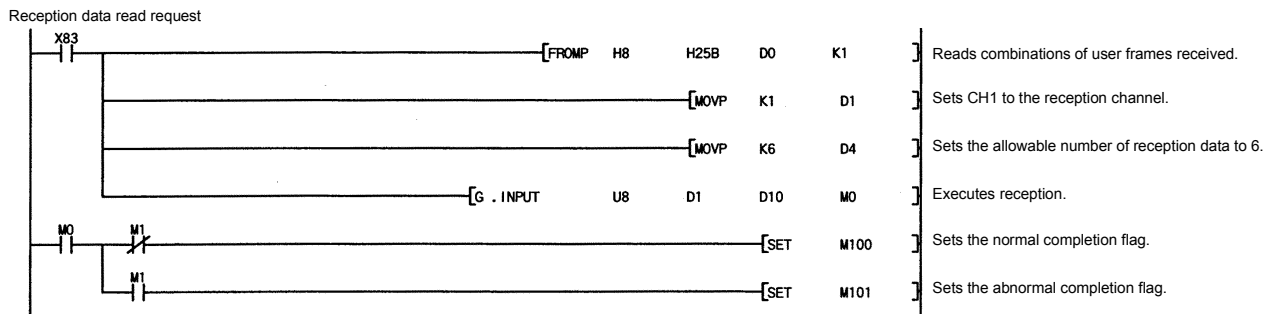 Reception data read request
X83
[FROMP H8 H25B D0 K1 ] Reads combinations of user frames received.
[MOVP K1 D1 ] Sets CH1 to the reception channel.
[MOVP K6 D4 ] Sets the allowable number of reception data to 6.
[G . INPUT U8 D1 D10 M0 ] Executes reception.
M0 M1
[SET M100 ] Sets the normal completion flag.
M1
[SET M101 ] Sets the abnormal completion flag.